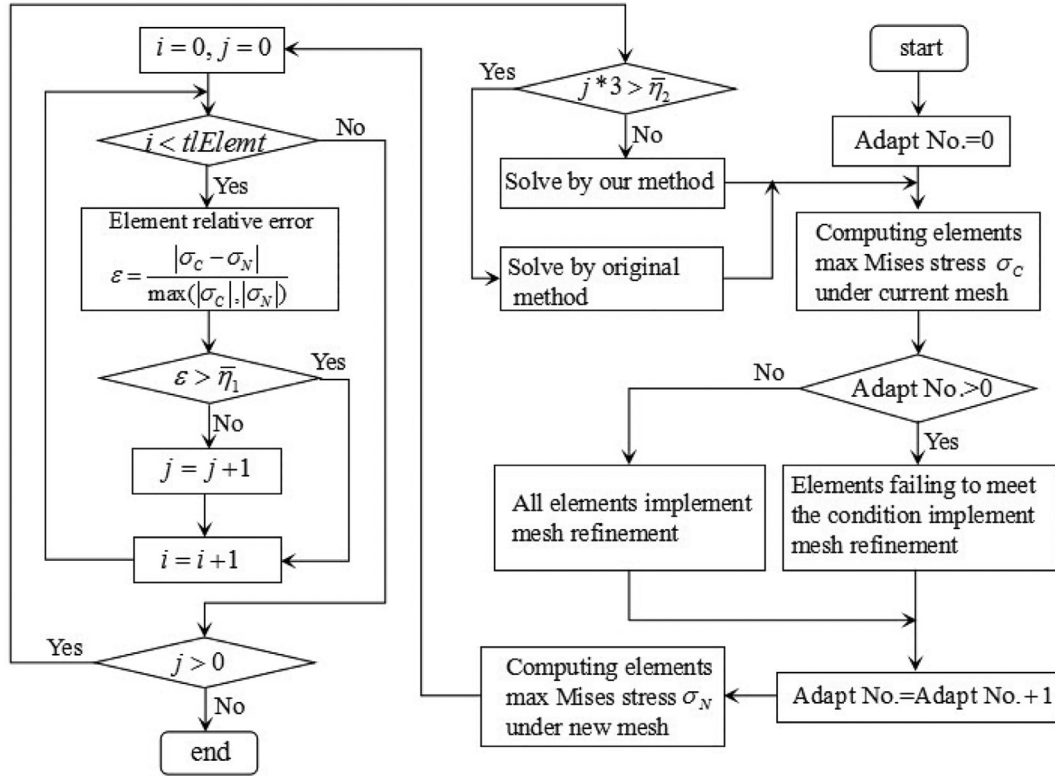 start
Adapt No.=0
Computing elements
max Mises stress σ_C
under current mesh
Adapt No.>0
No
Yes
All elements implement
mesh refinement
Elements failing to meet
the condition implement
mesh refinement
Adapt No.=Adapt No.+1
Computing elements
max Mises stress σ_N
under new mesh
i = 0, j = 0
i < tlElemt
No
Yes
Element relative error
ε = |σ_C − σ_N| / max(|σ_C|,|σ_N|)
ε > η̅₁
Yes
No
j = j+1
i = i+1
j > 0
Yes
No
end
j*3 > η̅₂
Yes
No
Solve by our method
Solve by original
method